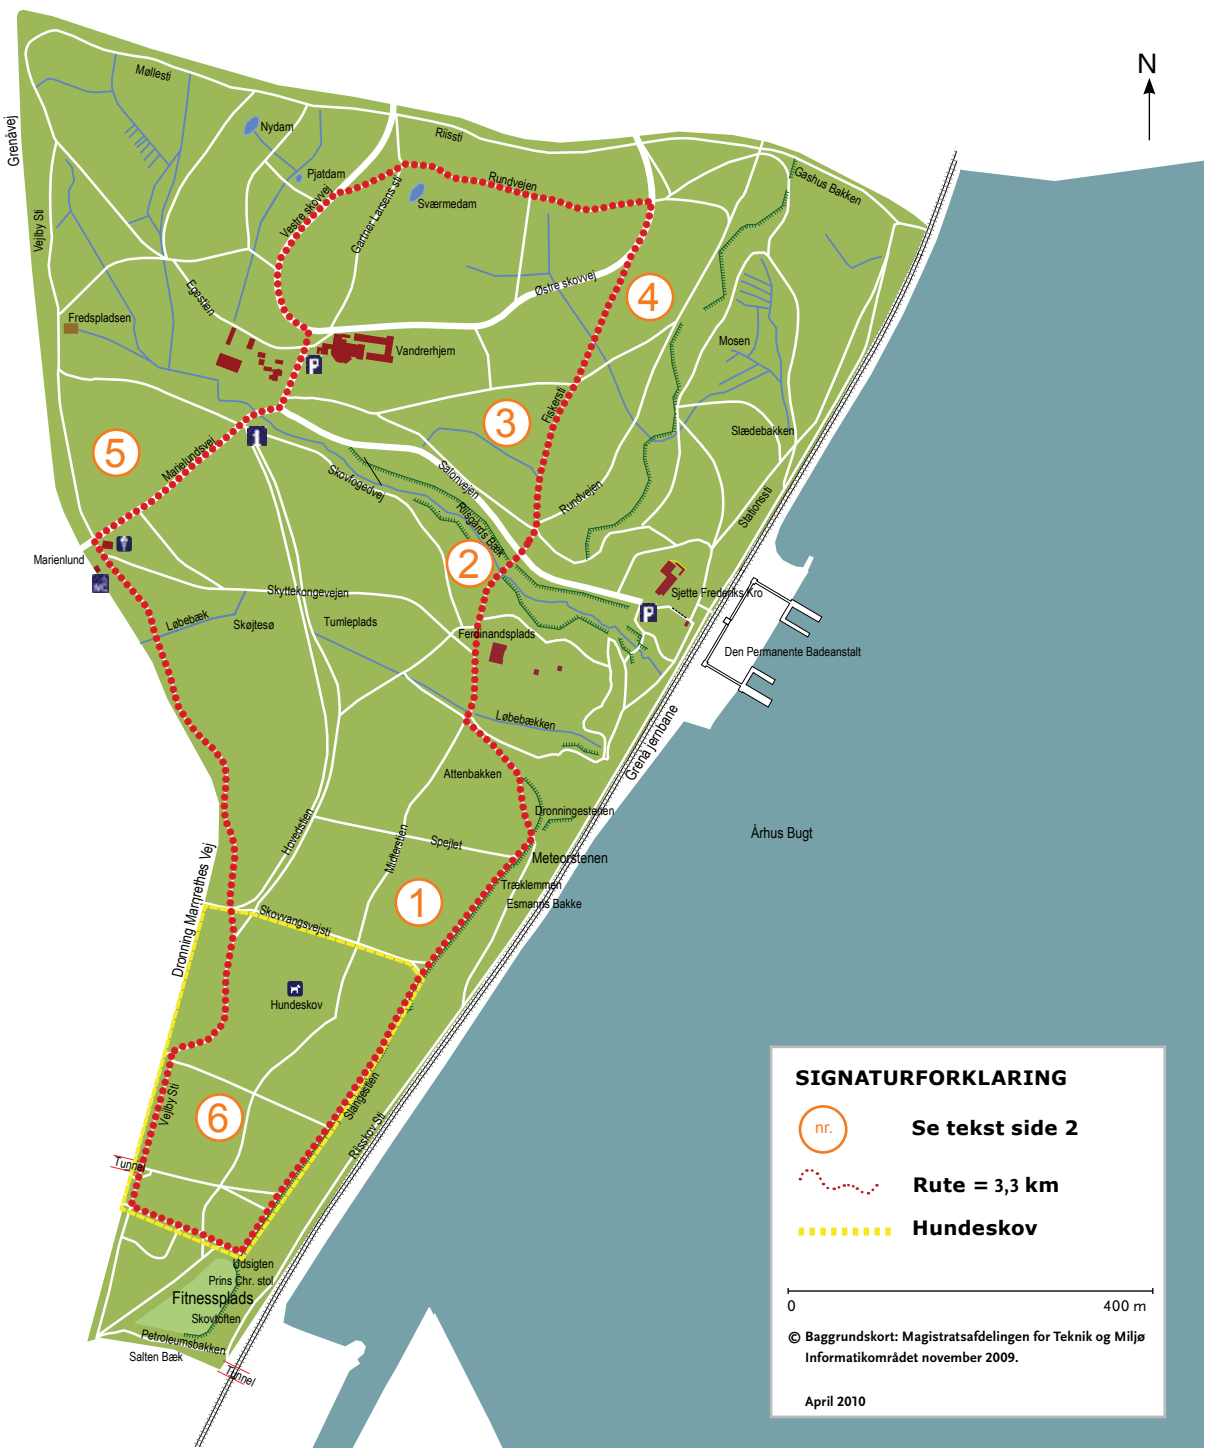 N
Møllesti
Grenåvej
Nydam
Riissti
Pjatdam
Rundvejen
Gashus Bakken
Vestre skovvej
Gartner Larsens sti
Sværmedam
Vejlby Sti
Egestien
Østre skovvej
4
Fredspladsen
Mosen
Vandrerhjem
P
3
Fiskersti
Slædebakken
5
Marielundsvej
i
Skovfogedvej
Salonvejen
Rundvejen
Stationssti
Riisgårds Bæk
Marienlund
2
Skyttekongevejen
Sjette Frederiks Kro
P
Løbebæk
Skøjtesø
Tumleplads
Ferdinandsplads
Den Permanente Badeanstalt
Løbebækken
Grenå jernbane
Attenbakken
Dronningestenen
Hovedstien
Midterstien
Spejlet
Århus Bugt
Meteorstenen
Dronning Margrethes Vej
Træklemmen
1
Esmanns Bakke
Skovvangsvejsti
Hundeskov
Vejlby Sti
6
Slangestien
Riisskov Sti
Tunnel
Udsigten
Prins Chr. stol
Fitnessplads
Skovtoften
Petroleumsbakken
Salten Bæk
Tunnel
SIGNATURFORKLARING
nr.
Se tekst side 2
Rute = 3,3 km
Hundeskov
0 400 m
© Baggrundskort: Magistratsafdelingen for Teknik og Miljø
Informatikområdet november 2009.
April 2010